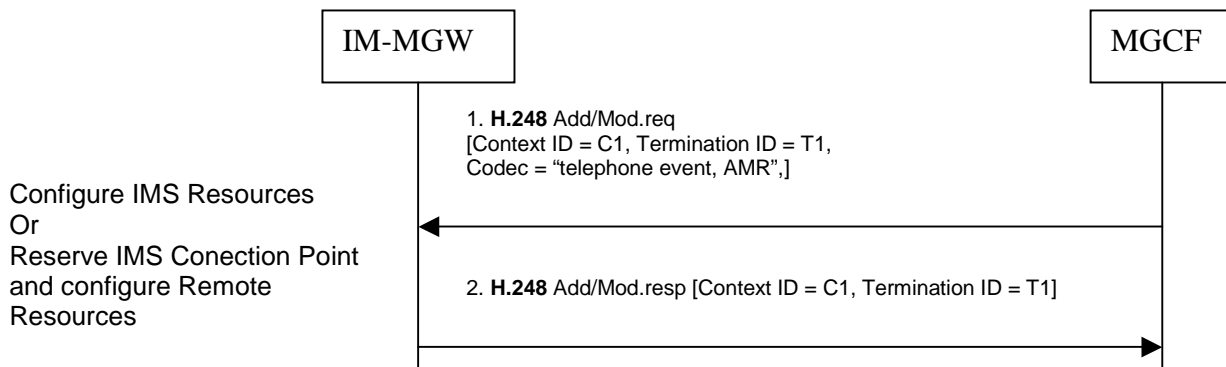 IM-MGW
MGCF
1. H.248 Add/Mod.req
[Context ID = C1, Termination ID = T1,
Codec = “telephone event, AMR”,]
Configure IMS Resources
Or
Reserve IMS Conection Point
and configure Remote
Resources
2. H.248 Add/Mod.resp [Context ID = C1, Termination ID = T1]